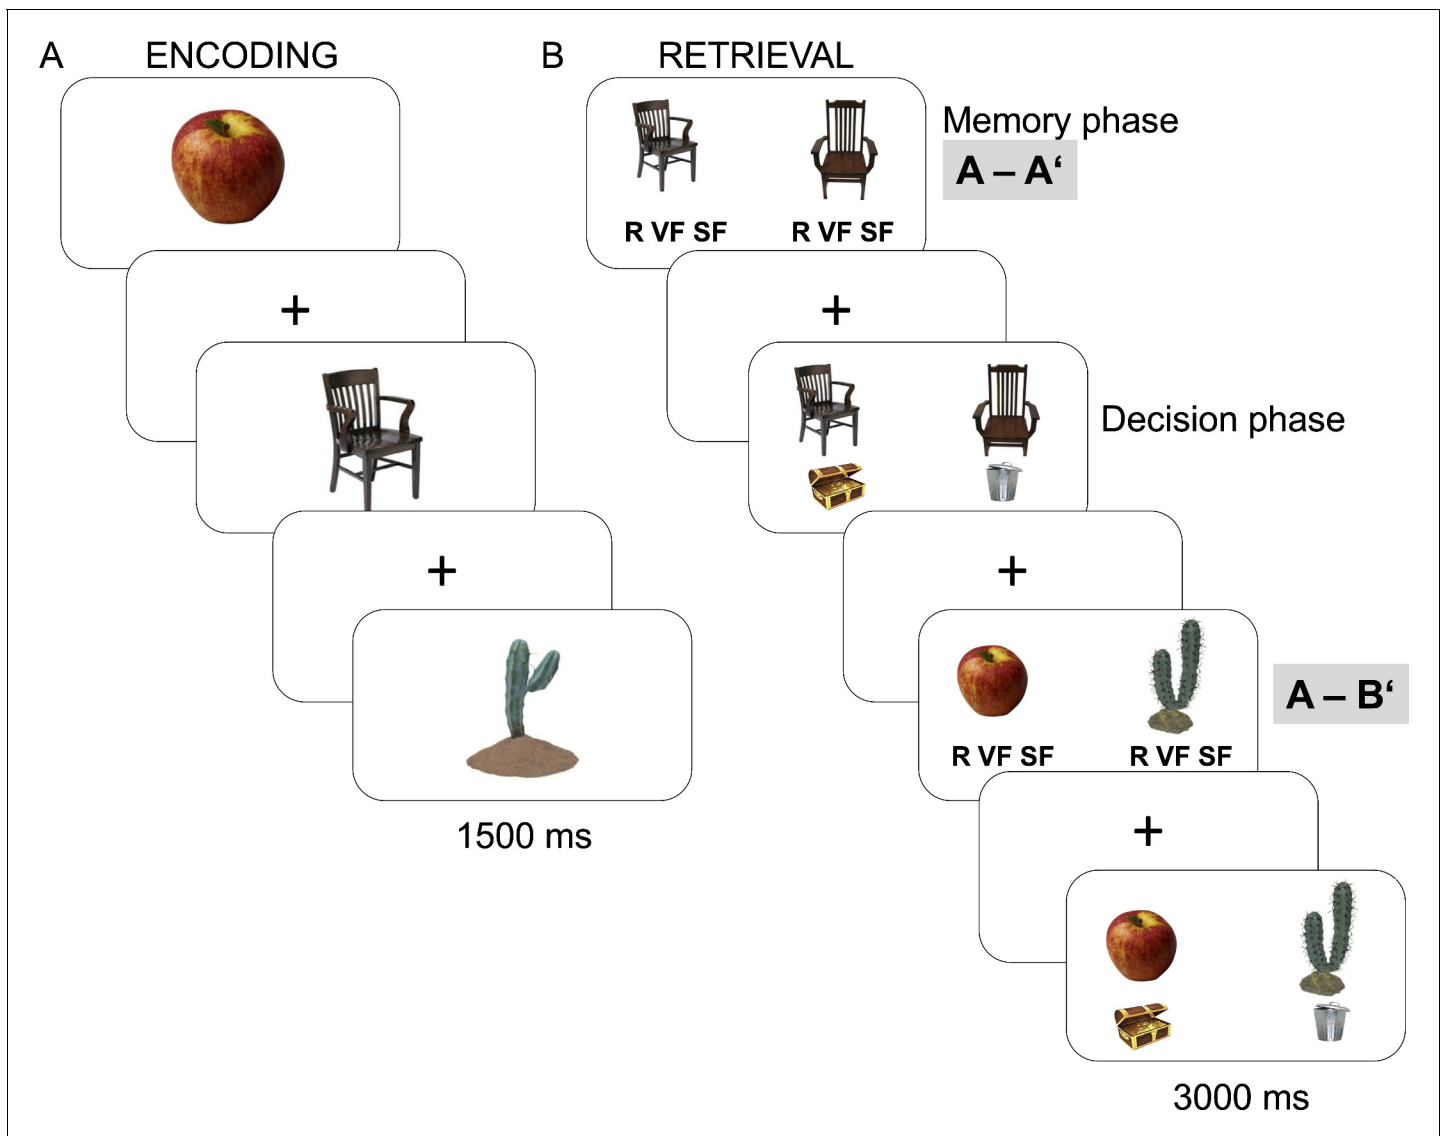 A ENCODING
+
+
1500 ms
B RETRIEVAL
R VF SF R VF SF
Memory phase
A – A‘
+
Decision phase
+
R VF SF R VF SF
A – B‘
+
3000 ms